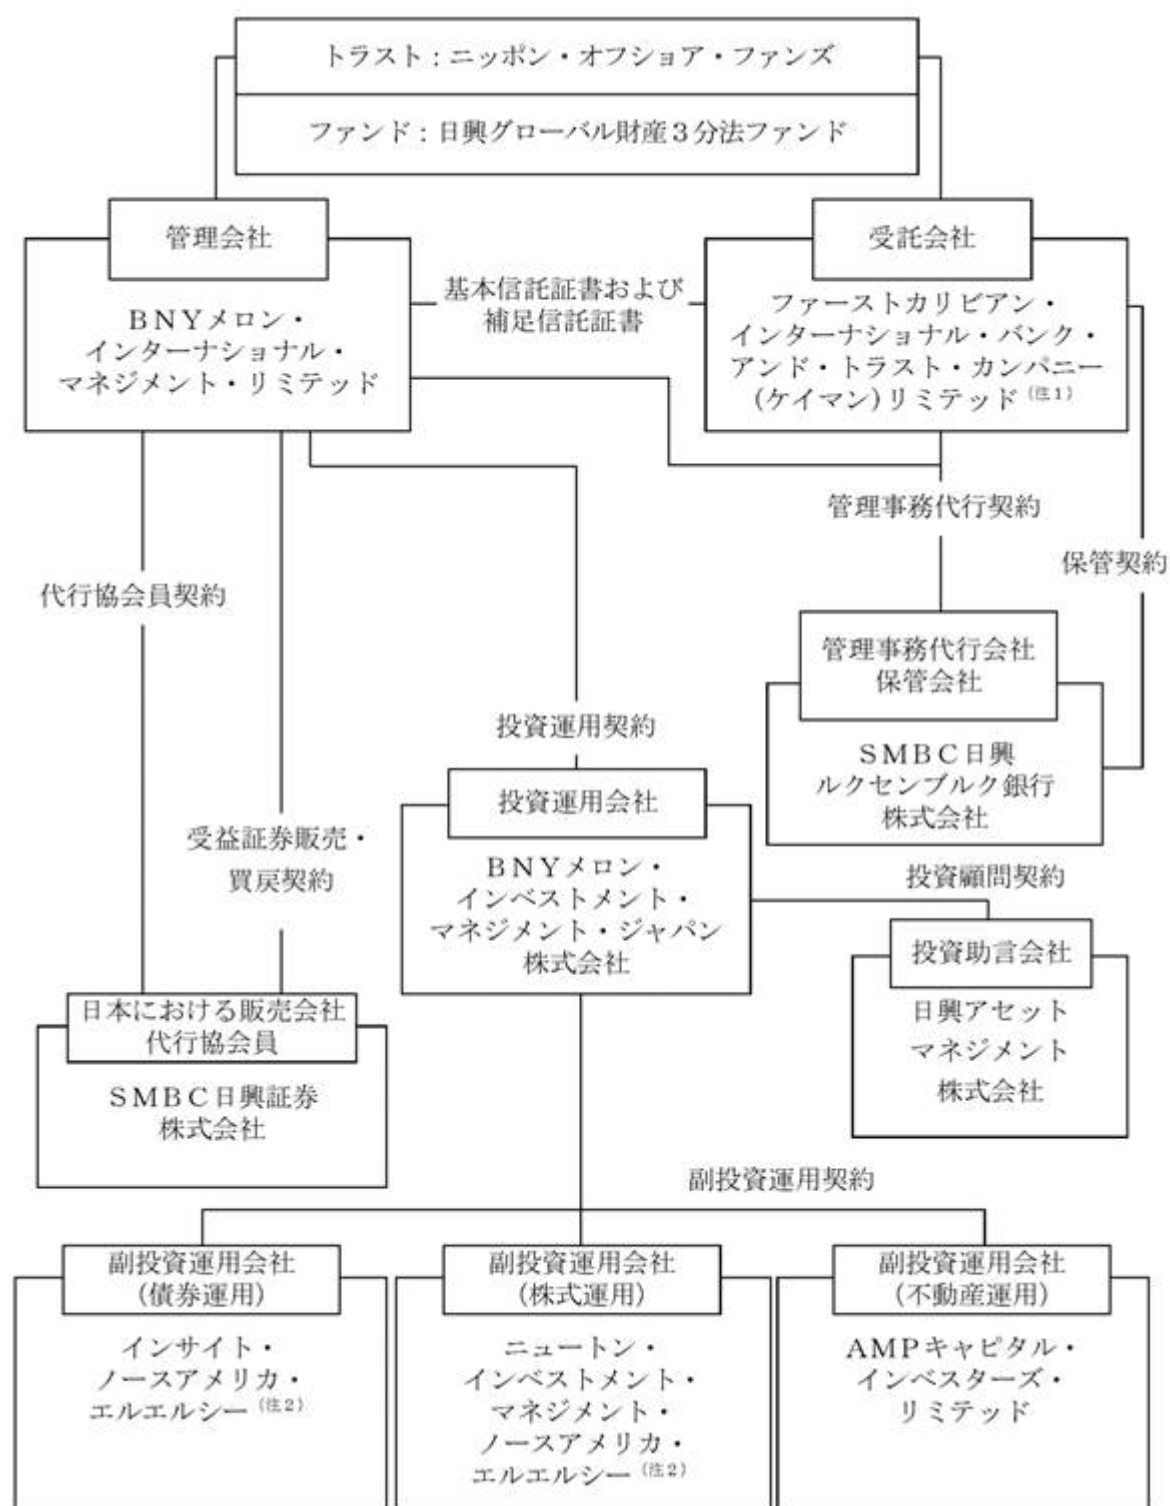 トラスト：ニッポン・オフショア・ファンズ
ファンド：日興グローバル財産３分法ファンド
管理会社
ＢＮＹメロン・
インターナショナル・
マネジメント・リミテッド
基本信託証書および
補足信託証書
受託会社
ファーストカリビアン・
インターナショナル・バンク・
アンド・トラスト・カンパニー
(ケイマン)リミテッド（注１）
管理事務代行契約
保管契約
代行協会員契約
管理事務代行会社
保管会社
ＳＭＢＣ日興
ルクセンブルク銀行
株式会社
投資運用契約
投資運用会社
ＢＮＹメロン・
インベストメント・
マネジメント・ジャパン
株式会社
受益証券販売・
買戻契約
投資顧問契約
投資助言会社
日興アセット
マネジメント
株式会社
日本における販売会社
代行協会員
ＳＭＢＣ日興証券
株式会社
副投資運用契約
副投資運用会社
(債券運用)
インサイト・
ノースアメリカ・
エルエルシー（注２）
副投資運用会社
(株式運用)
ニュートン・
インベストメント・
マネジメント・
ノースアメリカ・
エルエルシー（注２）
副投資運用会社
(不動産運用)
ＡＭＰキャピタル・
インベスターズ・
リミテッド